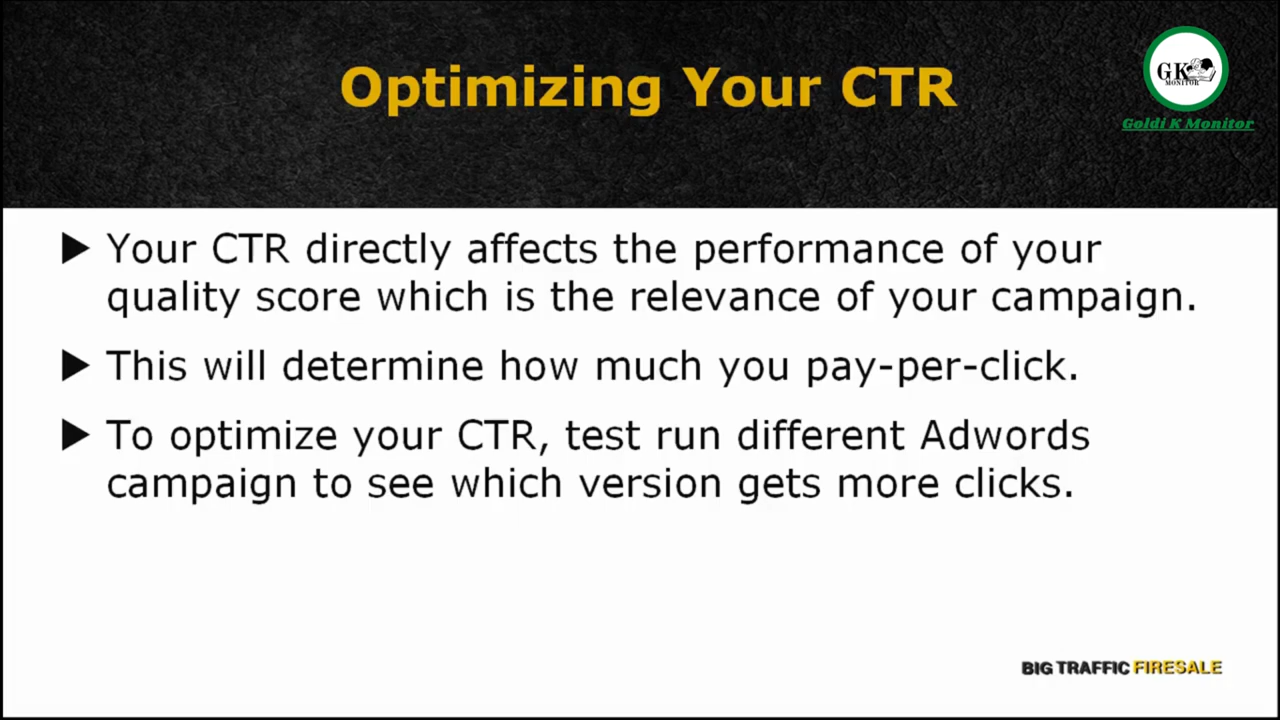 Optimizing Your CTR
GK
MONITOR
Goldi K Monitor
▶ Your CTR directly affects the performance of your
quality score which is the relevance of your campaign.
▶ This will determine how much you pay-per-click.
▶ To optimize your CTR, test run different Adwords
campaign to see which version gets more clicks.
BIG TRAFFIC FIRESALE